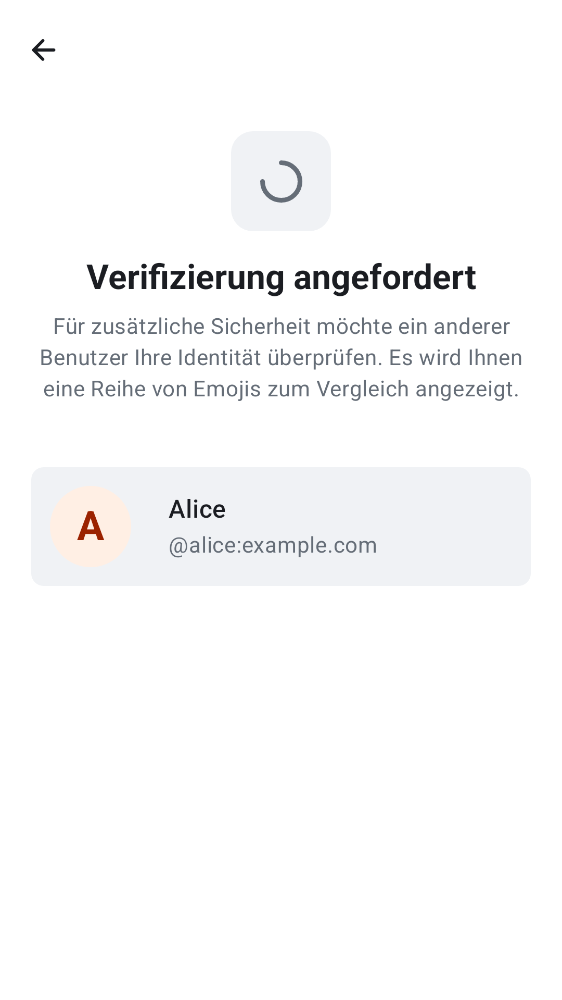 Verifizierung angefordert
Für zusätzliche Sicherheit möchte ein anderer
Benutzer Ihre Identität überprüfen. Es wird Ihnen
eine Reihe von Emojis zum Vergleich angezeigt.
A
Alice
@alice:example.com